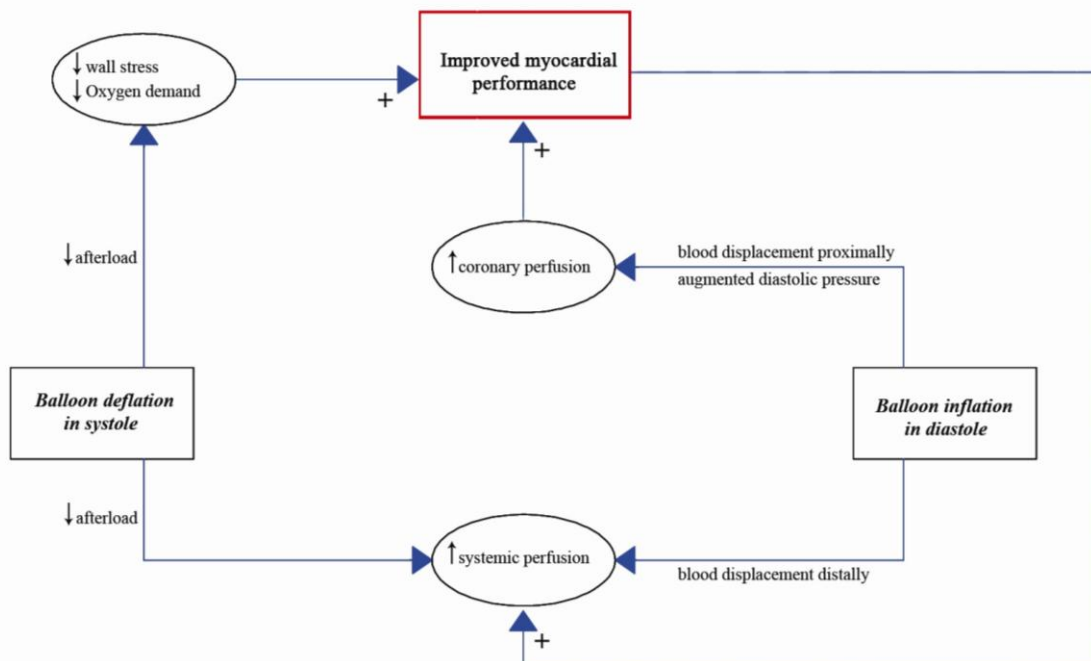 ↓ wall stress
↓ Oxygen demand
+
Improved myocardial
performance
+
↑ coronary perfusion
blood displacement proximally
augmented diastolic pressure
↓ afterload
Balloon deflation
in systole
Balloon inflation
in diastole
↓ afterload
↑ systemic perfusion
blood displacement distally
+